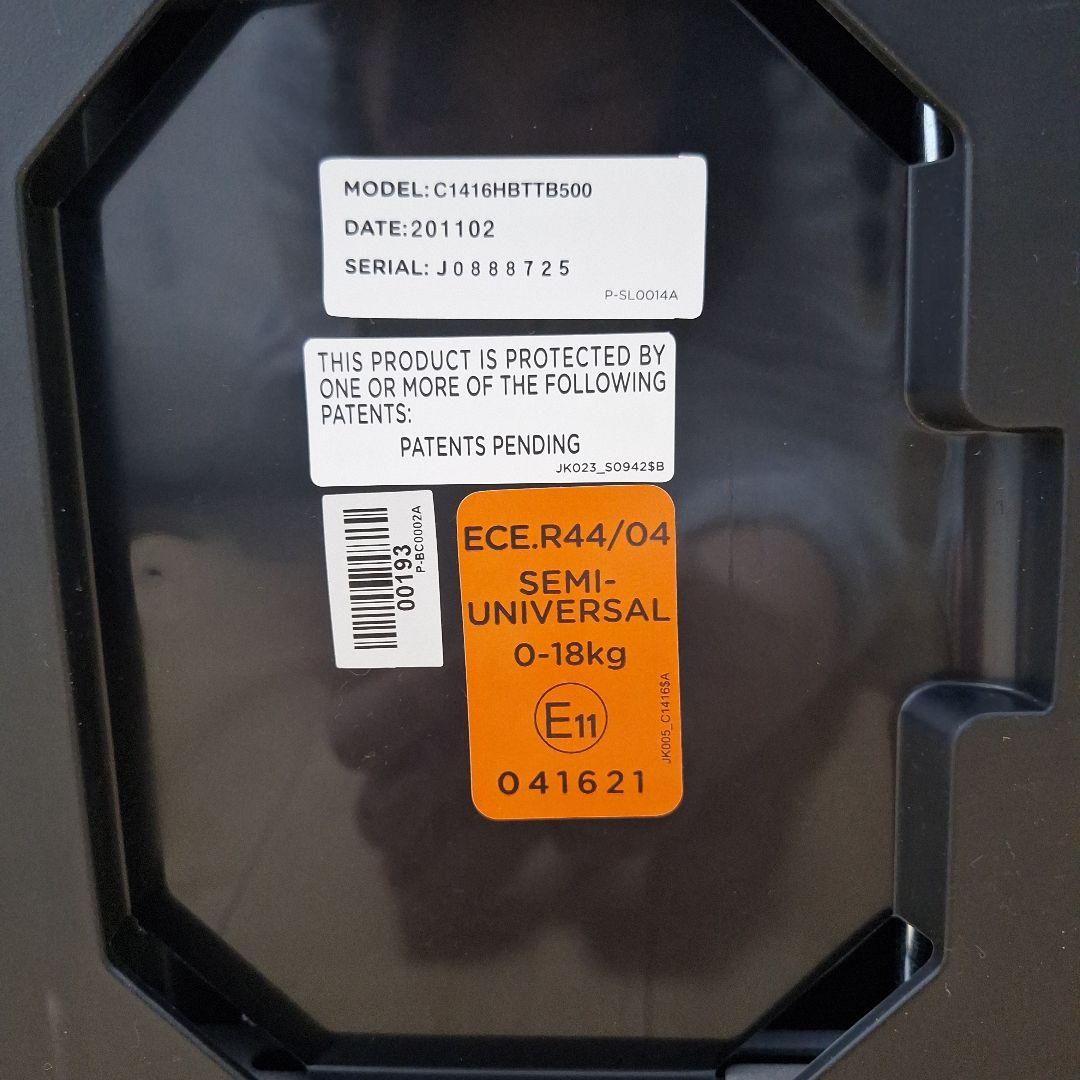 MODEL: C1416HBTTB500
DATE:201102
SERIAL: J0888725
P-SL0014A
THIS PRODUCT IS PROTECTED BY
ONE OR MORE OF THE FOLLOWING
PATENTS:
PATENTS PENDING
JK023_S0942$B
00193
P-BC0002A
ECE.R44/04
SEMI-
UNIVERSAL
0-18kg
E11
041621
JK005_C1416$A